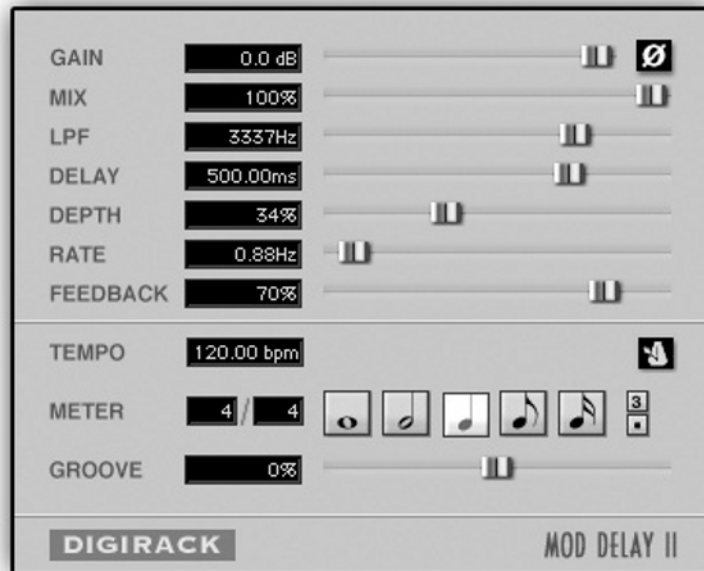 GAIN 0.0 dB Ø
MIX 100%
LPF 3337Hz
DELAY 500.00ms
DEPTH 34%
RATE 0.88Hz
FEEDBACK 70%
TEMPO 120.00 bpm
METER 4/4 3
GROOVE 0%
DIGIRACK MOD DELAY II